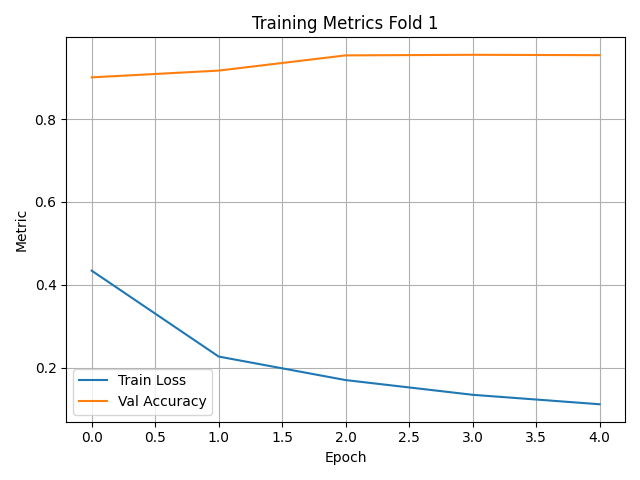 Training Metrics Fold 1
Metric
0.8
0.6
0.4
0.2
Train Loss
Val Accuracy
0.0 0.5 1.0 1.5 2.0 2.5 3.0 3.5 4.0
Epoch